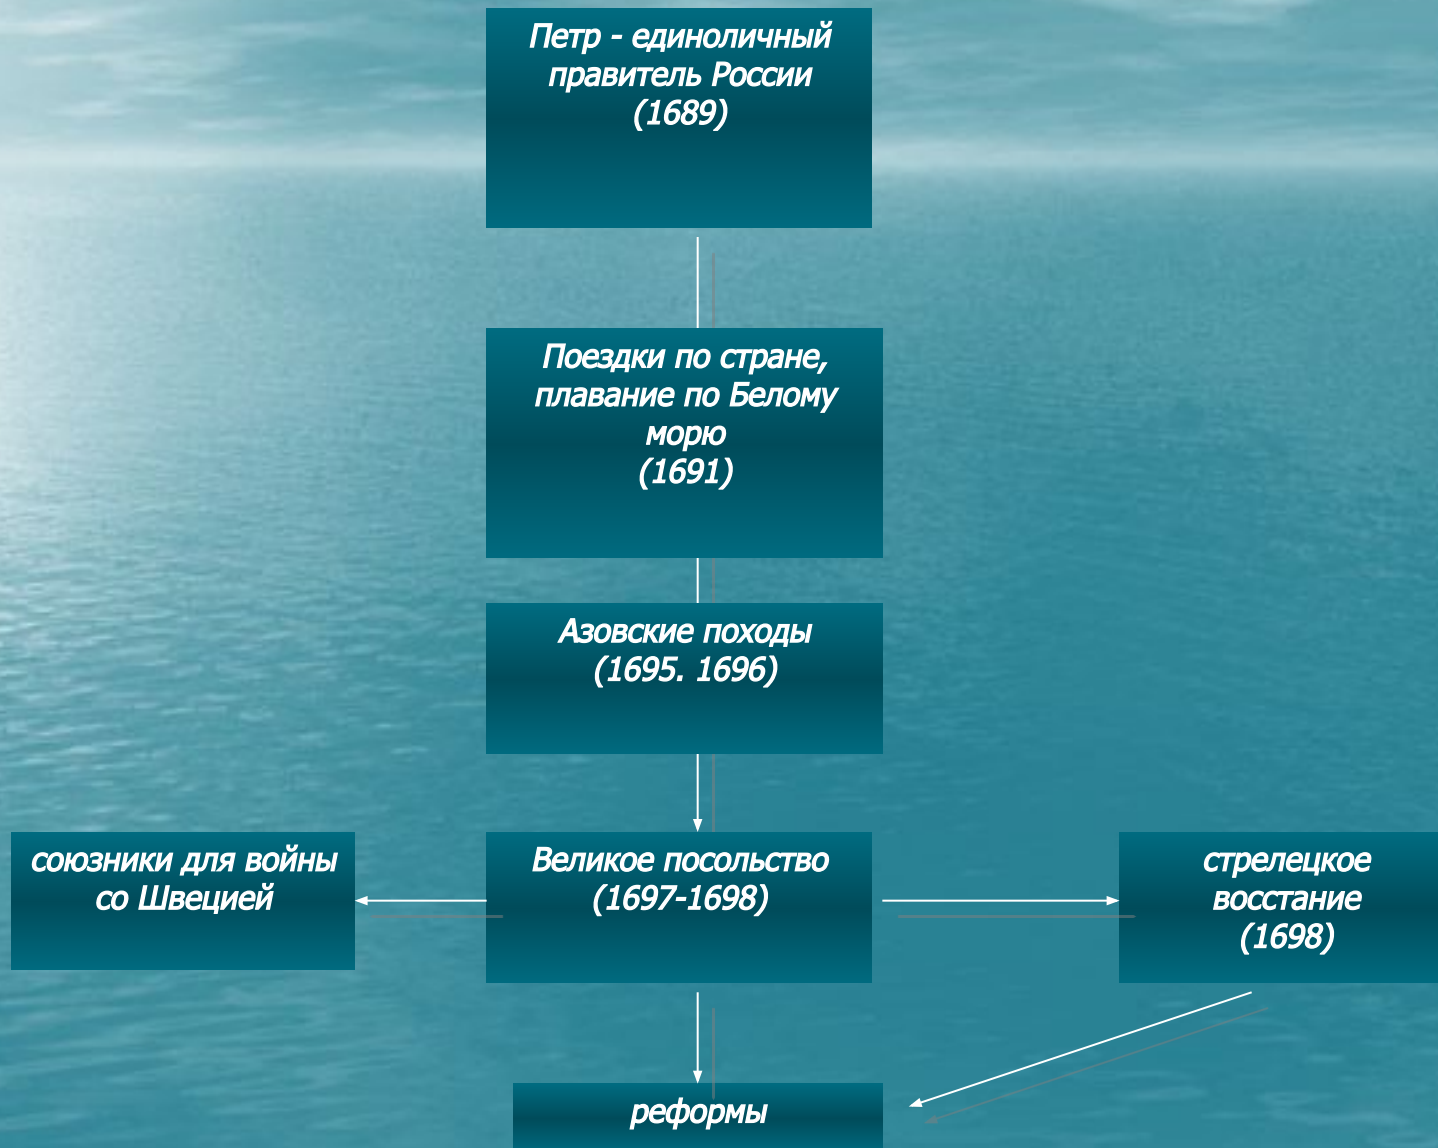 Петр - единоличный
правитель России
(1689)
Поездки по стране,
плавание по Белому
морю
(1691)
Азовские походы
(1695. 1696)
союзники для войны
со Швецией
Великое посольство
(1697-1698)
стрелецкое
восстание
(1698)
реформы